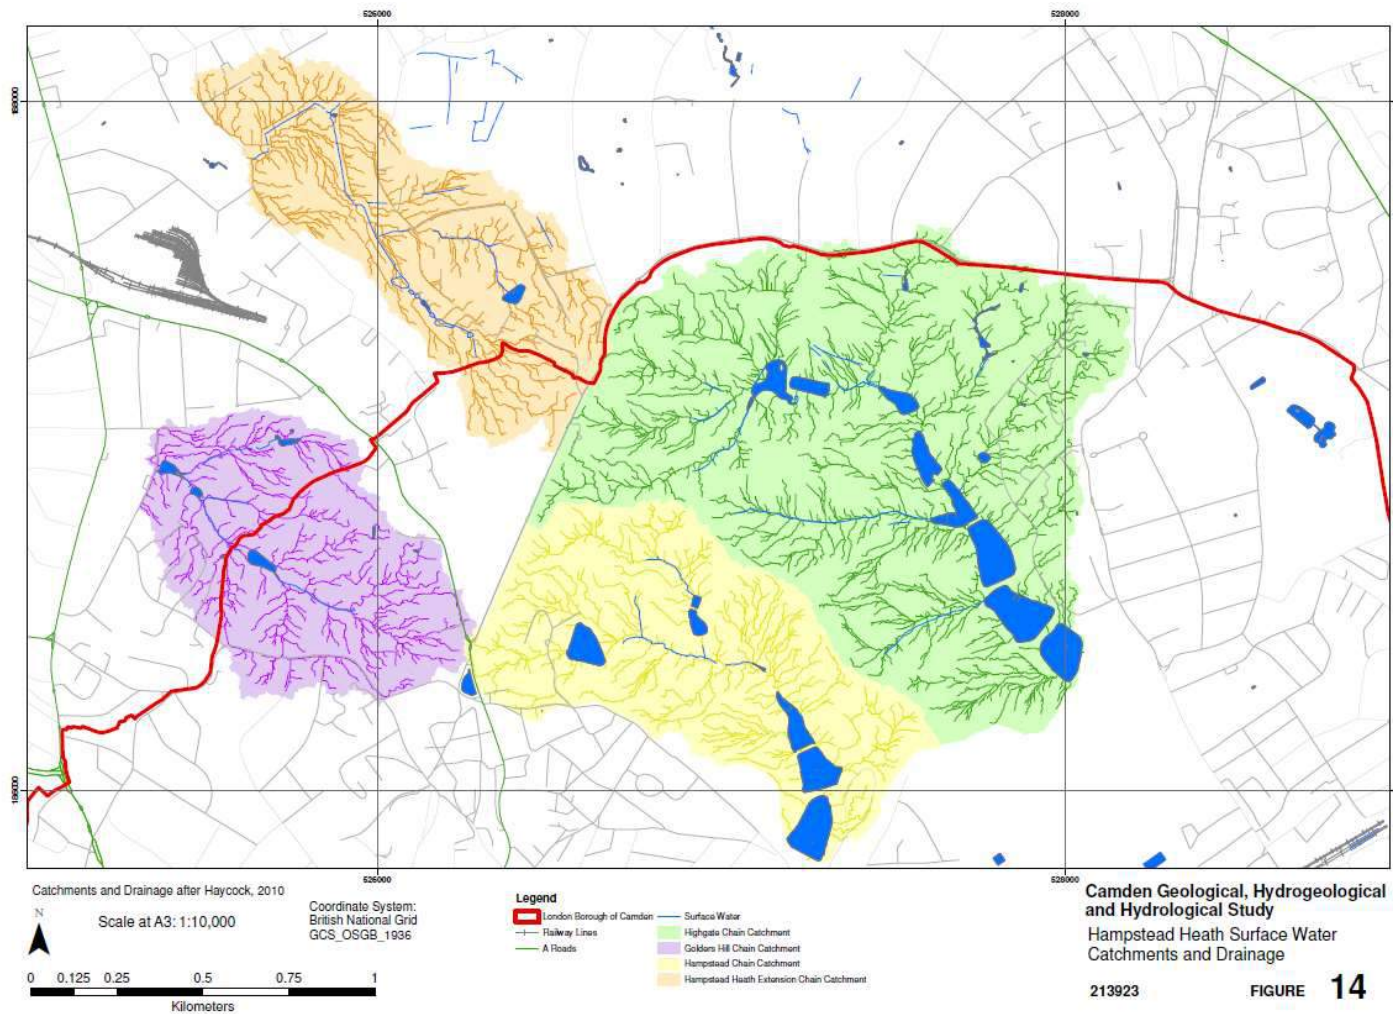 526000
528000
188000
186000
526000
528000
Catchments and Drainage after Haycock, 2010
N
Scale at A3: 1:10,000
Coordinate System:
British National Grid
GCS_OSGB_1936
0 0.125 0.25 0.5 0.75 1
Kilometers
Legend
London Borough of Camden
Railway Lines
A Roads
Surface Water
Highgate Chain Catchment
Golders Hill Chain Catchment
Hampstead Chain Catchment
Hampstead Heath Extension Chain Catchment
Camden Geological, Hydrogeological
and Hydrological Study
Hampstead Heath Surface Water
Catchments and Drainage
213923 FIGURE 14